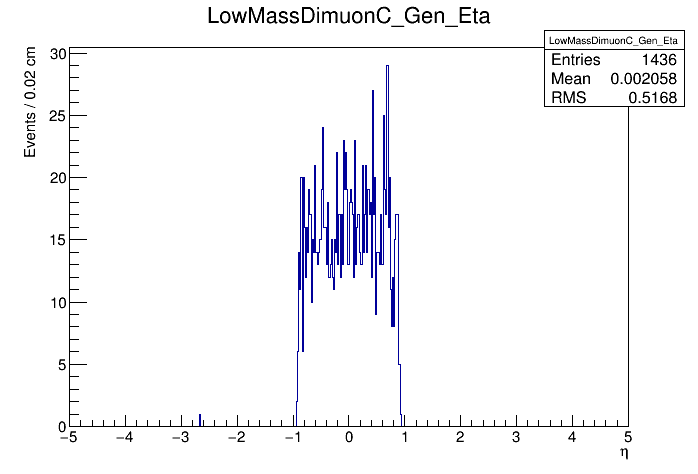 LowMassDimuonC_Gen_Eta
LowMassDimuonC_Gen_Eta
Entries 1436
Mean 0.002058
RMS 0.5168
Events / 0.02 cm
30
25
20
15
10
5
0
−5 −4 −3 −2 −1 0 1 2 3 4 5
η